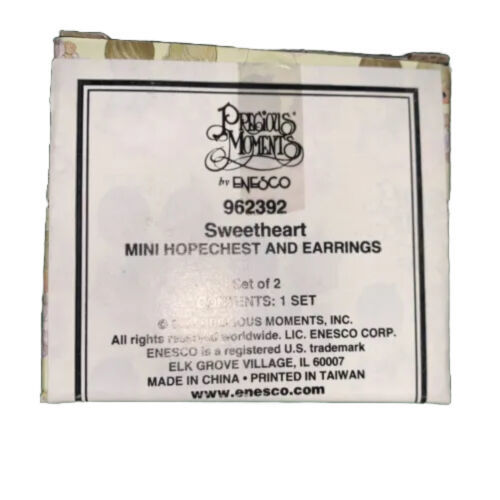 PRECIOUS
MOMENTS
by ENESCO
962392
Sweetheart
MINI HOPECHEST AND EARRINGS
Set of 2
CONTENTS: 1 SET
© PRECIOUS MOMENTS, INC.
All rights reserved worldwide. LIC. ENESCO CORP.
ENESCO is a registered U.S. trademark
ELK GROVE VILLAGE, IL 60007
MADE IN CHINA • PRINTED IN TAIWAN
www.enesco.com